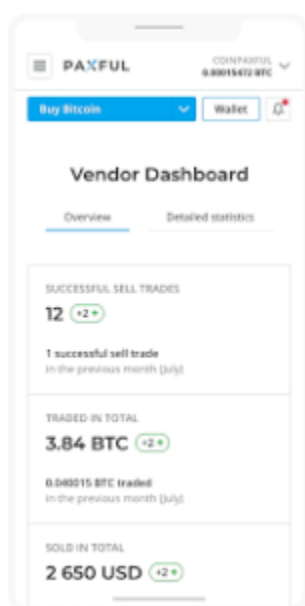 PAXFUL
COINPAXFUL
0.00015472 BTC
Buy Bitcoin
Wallet
Vendor Dashboard
Overview
Detailed statistics
SUCCESSFUL SELL TRADES
12 +2
1 successful sell trade
in the previous month (July)
TRADED IN TOTAL
3.84 BTC +2
0.040015 BTC traded
in the previous month (July)
SOLD IN TOTAL
2 650 USD +2